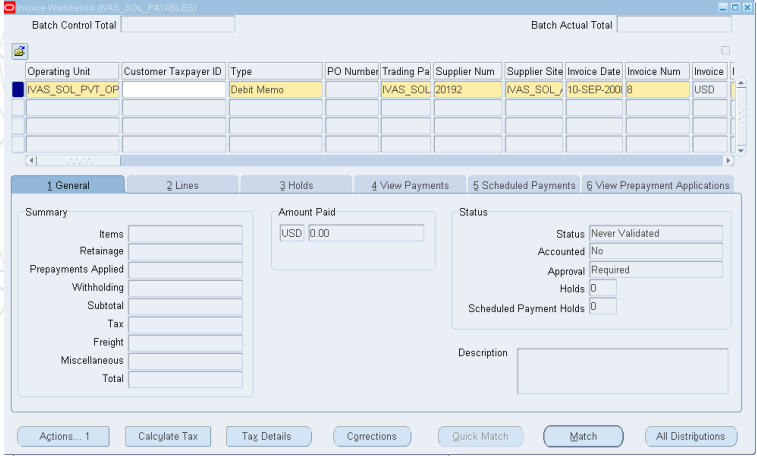 Invoice Workbench (IVAS_SOL_PAYABLES)
Batch Control Total Batch Actual Total
Operating Unit Customer Taxpayer ID Type PO Number Trading Pa Supplier Num Supplier Site Invoice Date Invoice Num Invoice
IVAS_SOL_PVT_OP Debit Memo IVAS_SOL 20192 IVAS_SOL_ 10-SEP-200 8 USD
1 General 2 Lines 3 Holds 4 View Payments 5 Scheduled Payments 6 View Prepayment Applications
Summary Amount Paid Status
Items USD 0.00 Status Never Validated
Retainage Accounted No
Prepayments Applied Approval Required
Withholding Holds 0
Subtotal Scheduled Payment Holds 0
Tax
Freight
Miscellaneous Description
Total
Actions... 1 Calculate Tax Tax Details Corrections Quick Match Match All Distributions